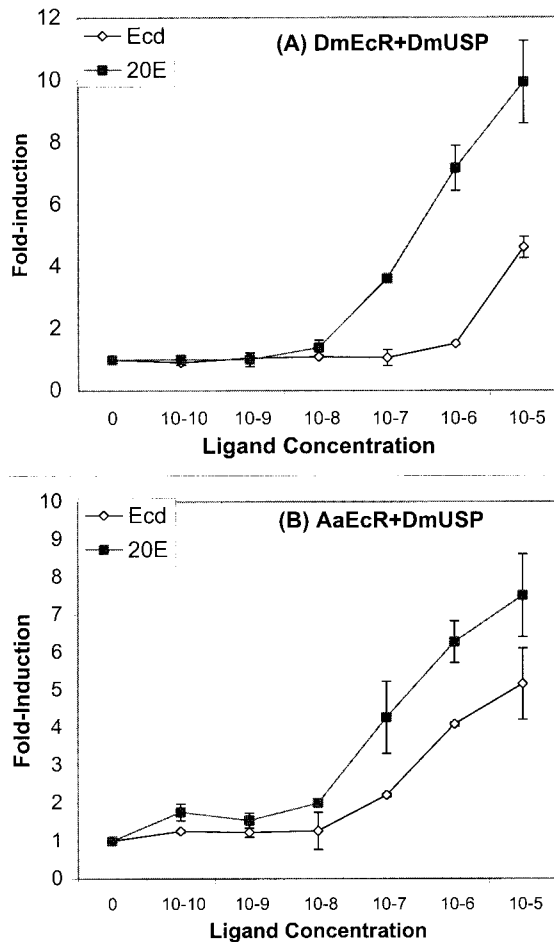 (A) DmEcR+DmUSP
Ecd
20E
Fold-induction
12
10
8
6
4
2
0
0 10-10 10-9 10-8 10-7 10-6 10-5
Ligand Concentration
(B) AaEcR+DmUSP
Ecd
20E
Fold-Induction
10
9
8
7
6
5
4
3
2
1
0
0 10-10 10-9 10-8 10-7 10-6 10-5
Ligand Concentration